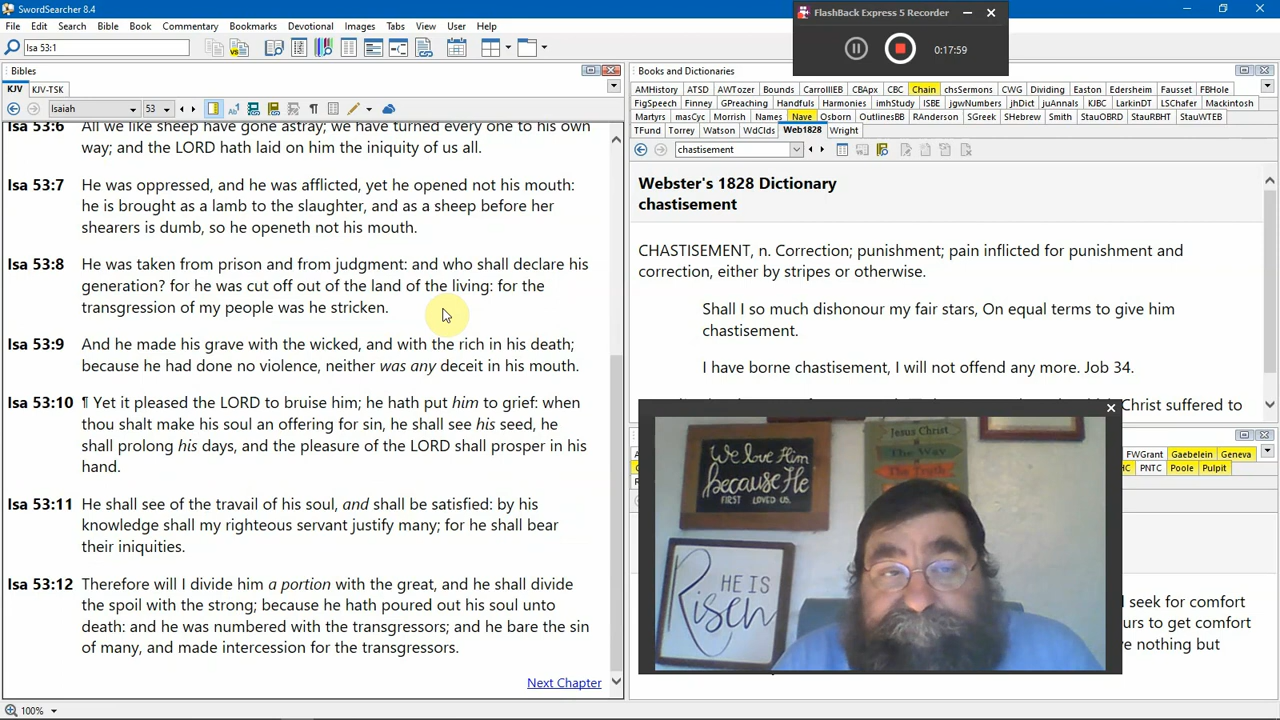 SwordSearcher 8.4
File Edit Search Bible Book Commentary Bookmarks Devotional Images Tabs View User Help
Isa 53:1
FlashBack Express 5 Recorder
0:17:59
Bibles
KJV KJV-TSK
Isaiah 53
Isa 53:6 All we like sheep have gone astray; we have turned every one to his own
way; and the LORD hath laid on him the iniquity of us all.
Isa 53:7 He was oppressed, and he was afflicted, yet he opened not his mouth:
he is brought as a lamb to the slaughter, and as a sheep before her
shearers is dumb, so he openeth not his mouth.
Isa 53:8 He was taken from prison and from judgment: and who shall declare his
generation? for he was cut off out of the land of the living: for the
transgression of my people was he stricken.
Isa 53:9 And he made his grave with the wicked, and with the rich in his death;
because he had done no violence, neither was any deceit in his mouth.
Isa 53:10 ¶ Yet it pleased the LORD to bruise him; he hath put him to grief: when
thou shalt make his soul an offering for sin, he shall see his seed, he
shall prolong his days, and the pleasure of the LORD shall prosper in his
hand.
Isa 53:11 He shall see of the travail of his soul, and shall be satisfied: by his
knowledge shall my righteous servant justify many; for he shall bear
their iniquities.
Isa 53:12 Therefore will I divide him a portion with the great, and he shall divide
the spoil with the strong; because he hath poured out his soul unto
death: and he was numbered with the transgressors; and he bare the sin
of many, and made intercession for the transgressors.
Next Chapter
100%
Books and Dictionaries
AMHistory ATSD AWTozer Bounds CarrollEB CBApx CBC Chain chsSermons CWG Dividing Easton Edersheim Fausset FBHole
FigSpeech Finney GPreaching Handfuls Harmonies imhStudy ISBE jgwNumbers jhDict juAnnals KJBC LarkinDT LSChafer Mackintosh
Martyrs masCyc Morrish Names Nave Osborn OutlinesBB RAnderson SGreek SHebrew Smith StauOBRD StauRBHT StauWTEB
TFund Torrey Watson WdClds Web1828 Wright
chastisement
Webster's 1828 Dictionary
chastisement
CHASTISEMENT, n. Correction; punishment; pain inflicted for punishment and
correction, either by stripes or otherwise.
Shall I so much dishonour my fair stars, On equal terms to give him
chastisement.
I have borne chastisement, I will not offend any more. Job 34.
Christ suffered to
FWGrant Gaebelein Geneva
PNTC Poole Pulpit
seek for comfort
urs to get comfort
nothing but
We love Him
because He
FIRST LOVED US
Jesus Christ
The Way
The Truth
HE IS
Risen